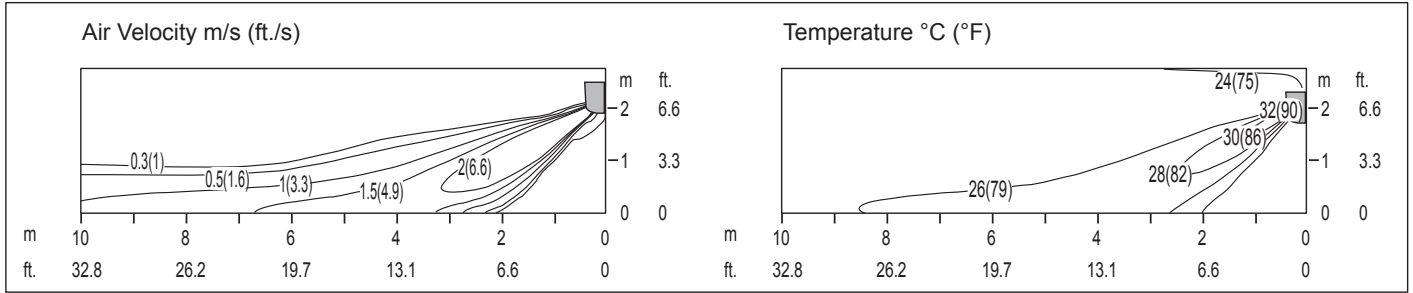 Air Velocity m/s (ft./s)
m ft.
2 6.6
0.3(1)
0.5(1.6)
1(3.3)
1.5(4.9)
2(6.6)
1 3.3
0 0
m 10 8 6 4 2 0
ft. 32.8 26.2 19.7 13.1 6.6 0
Temperature °C (°F)
24(75)
m ft.
32(90)
2 6.6
30(86)
28(82)
26(79)
1 3.3
0 0
m 10 8 6 4 2 0
ft. 32.8 26.2 19.7 13.1 6.6 0